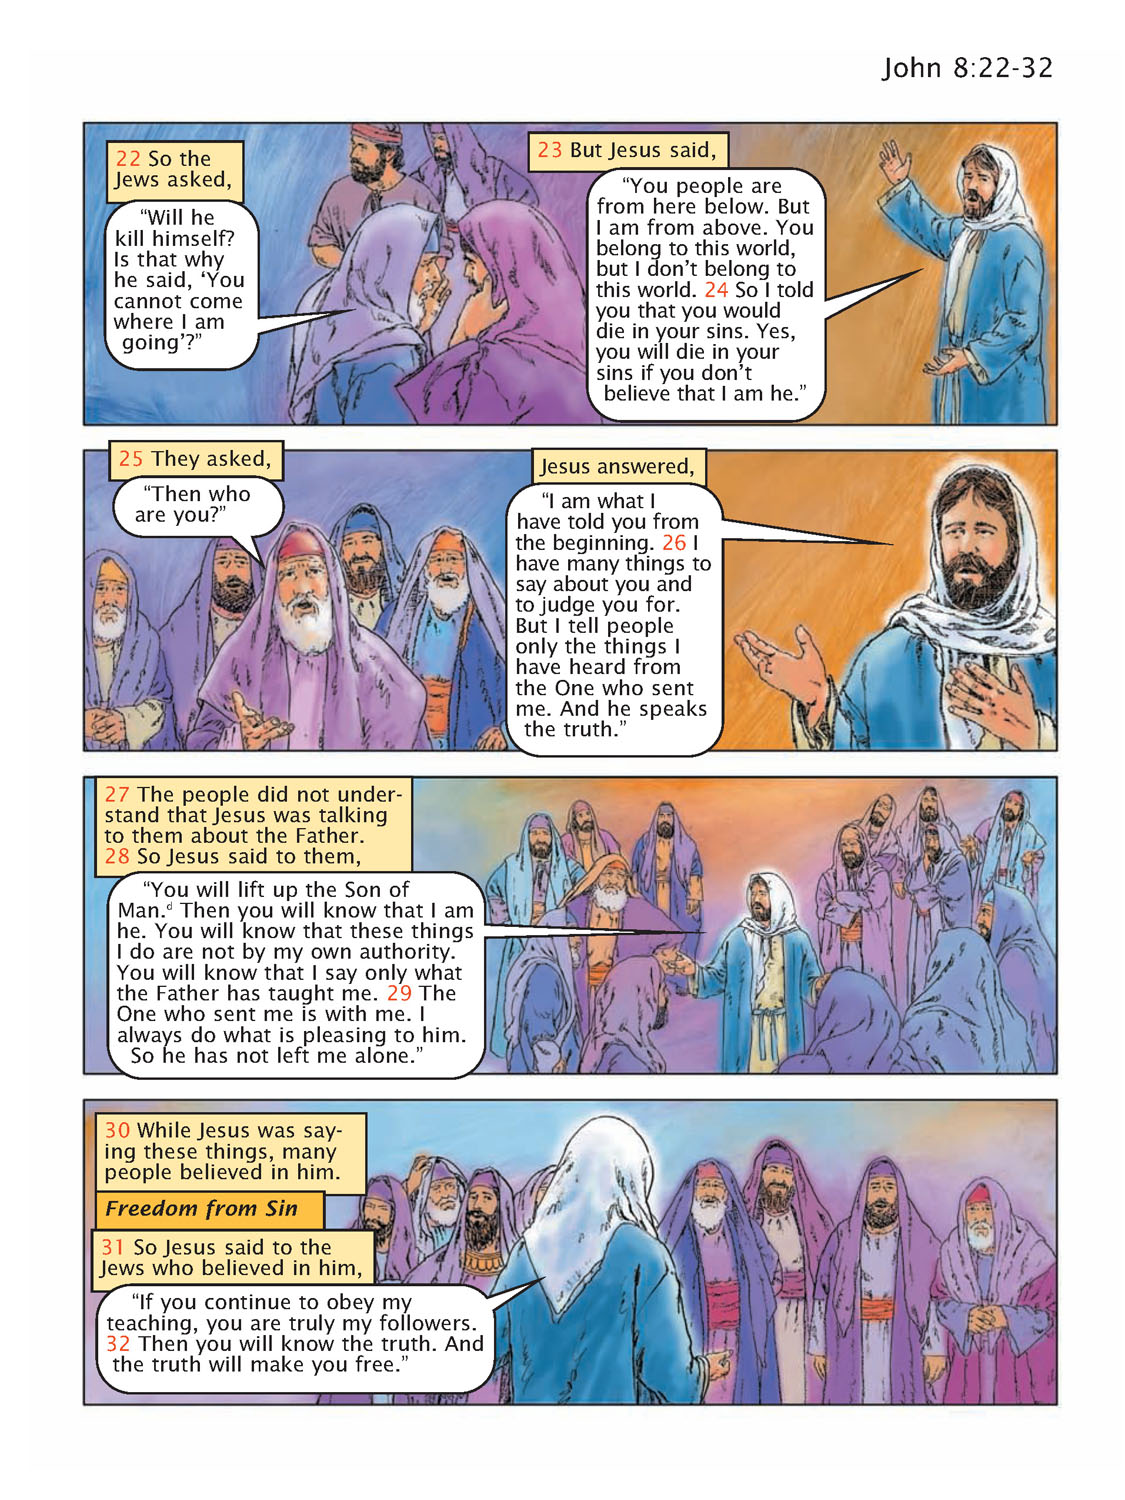 John 8:22-32
22 So the
Jews asked,
“Will he
kill himself?
Is that why
he said, ‘You
cannot come
where I am
going’?”
23 But Jesus said,
“You people are
from here below. But
I am from above. You
belong to this world,
but I don’t belong to
this world. 24 So I told
you that you would
die in your sins. Yes,
you will die in your
sins if you don’t
believe that I am he.”
25 They asked,
“Then who
are you?”
Jesus answered,
“I am what I
have told you from
the beginning. 26 I
have many things to
say about you and
to judge you for.
But I tell people
only the things I
have heard from
the One who sent
me. And he speaks
the truth.”
27 The people did not under-
stand that Jesus was talking
to them about the Father.
28 So Jesus said to them,
“You will lift up the Son of
Man.d Then you will know that I am
he. You will know that these things
I do are not by my own authority.
You will know that I say only what
the Father has taught me. 29 The
One who sent me is with me. I
always do what is pleasing to him.
So he has not left me alone.”
30 While Jesus was say-
ing these things, many
people believed in him.
Freedom from Sin
31 So Jesus said to the
Jews who believed in him,
“If you continue to obey my
teaching, you are truly my followers.
32 Then you will know the truth. And
the truth will make you free.”